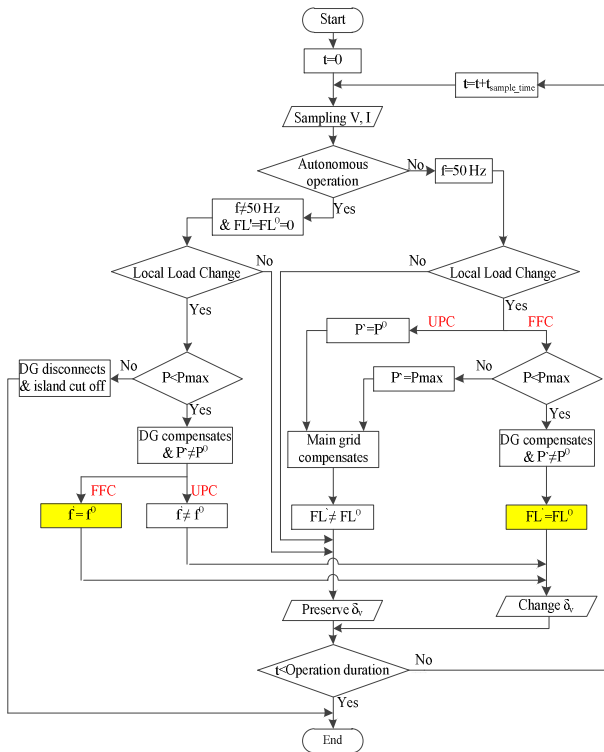 Start
t=0
t=t+tsample_time
Sampling V, I
Autonomous
operation
No
f=50 Hz
Yes
f≠50 Hz
& FL'=FL⁰=0
Local Load Change
No
No
Local Load Change
Yes
Yes
P'=P⁰
UPC
FFC
DG disconnects
& island cut off
No
P<Pmax
P'=Pmax
No
P<Pmax
Yes
Yes
DG compensates
& P'≠P⁰
Main grid
compensates
DG compensates
& P'≠P⁰
FFC
UPC
f'= f⁰
f'≠ f⁰
FL'≠ FL⁰
FL'=FL⁰
Preserve δv
Change δv
t<Operation duration
No
Yes
End